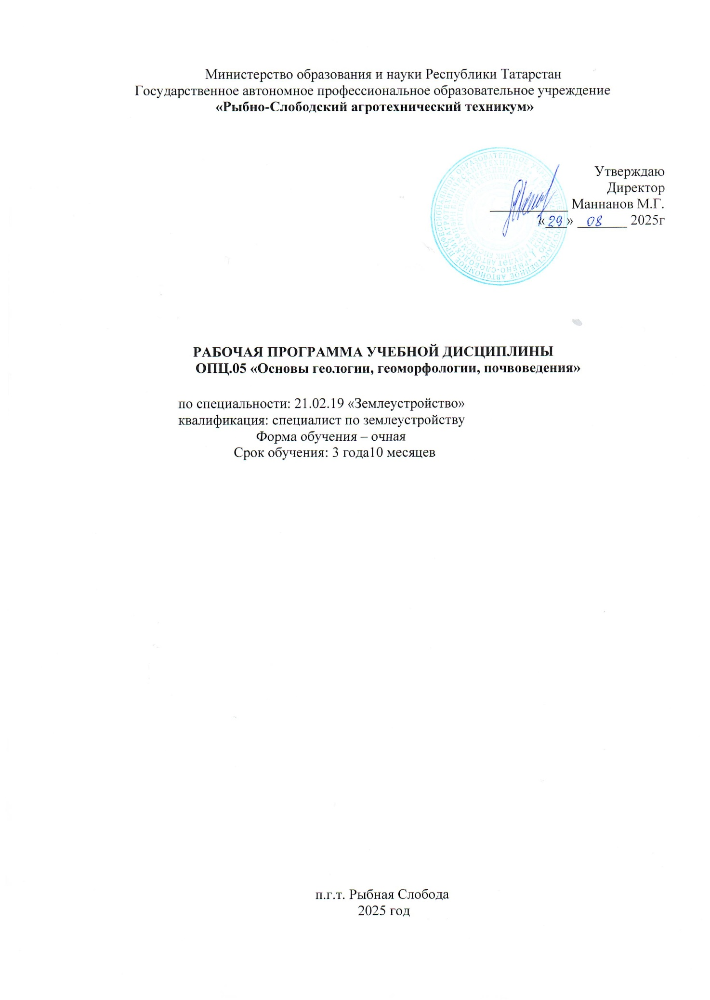 Министерство образования и науки Республики Татарстан
Государственное автономное профессиональное образовательное учреждение
«Рыбно-Слободский агротехнический техникум»
Утверждаю
Директор
Маннанов М.Г.
«29» 08 2025г
РАБОЧАЯ ПРОГРАММА УЧЕБНОЙ ДИСЦИПЛИНЫ
ОПЦ.05 «Основы геологии, геоморфологии, почвоведения»
по специальности: 21.02.19 «Землеустройство»
квалификация: специалист по землеустройству
Форма обучения – очная
Срок обучения: 3 года10 месяцев
п.г.т. Рыбная Слобода
2025 год